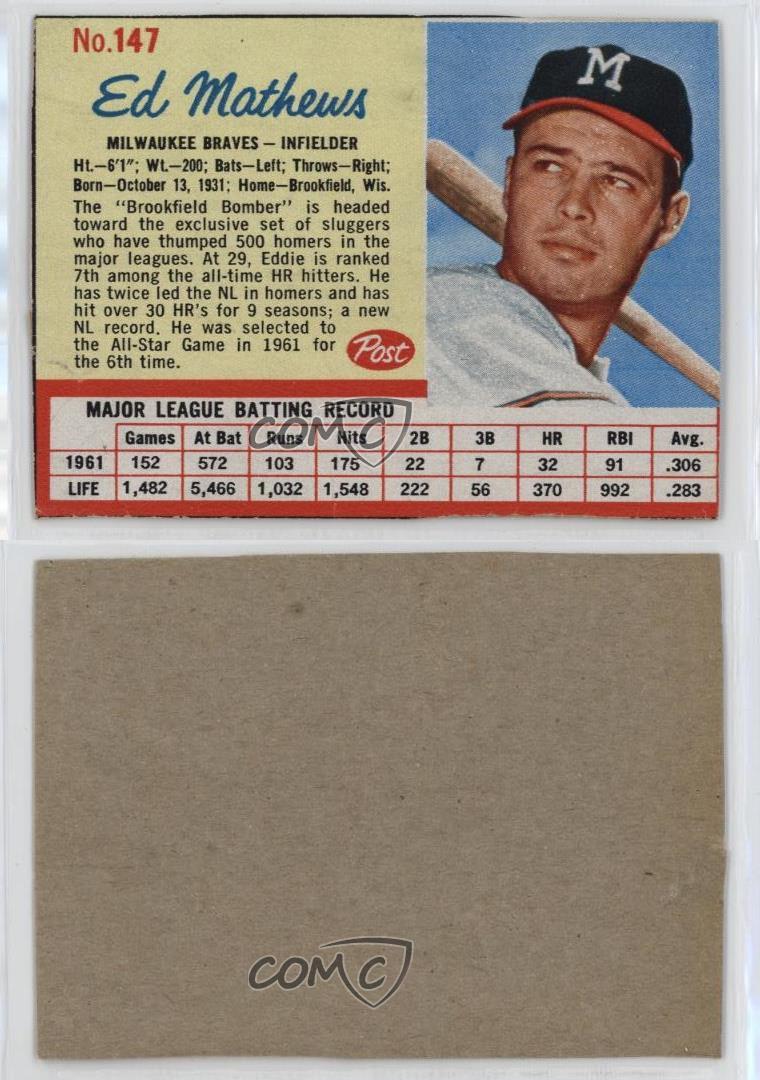 No.147
Ed Mathews
MILWAUKEE BRAVES — INFIELDER
Ht.—6'1"; Wt.—200; Bats—Left; Throws—Right;
Born—October 13, 1931; Home—Brookfield, Wis.
The "Brookfield Bomber" is headed
toward the exclusive set of sluggers
who have thumped 500 homers in the
major leagues. At 29, Eddie is ranked
7th among the all-time HR hitters. He
has twice led the NL in homers and has
hit over 30 HR's for 9 seasons; a new
NL record. He was selected to
the All-Star Game in 1961 for
the 6th time.
Post
M
MAJOR LEAGUE BATTING RECORD
Games At Bat Runs Hits 2B 3B HR RBI Avg.
1961 152 572 103 175 22 7 32 91 .306
LIFE 1,482 5,466 1,032 1,548 222 56 370 992 .283
COMC
COMC